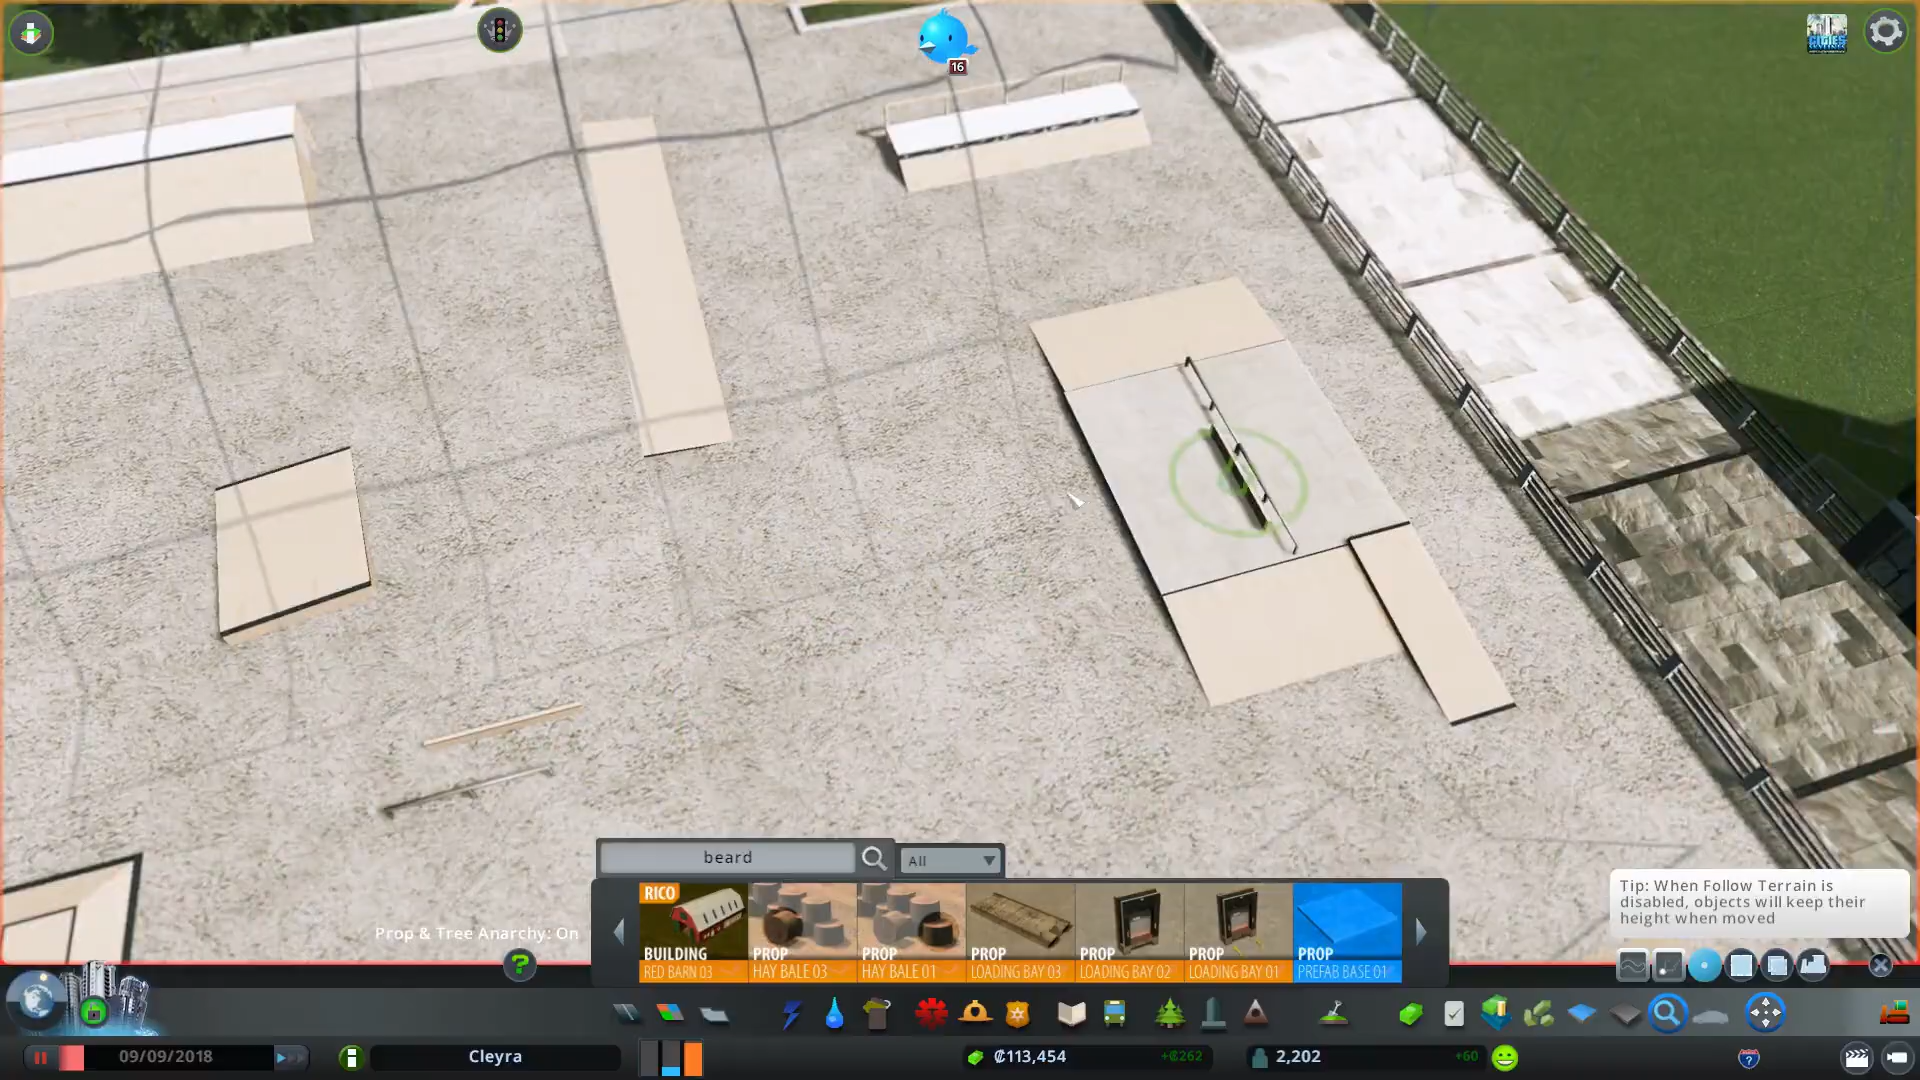 16
CITIES
beard
All
RICO
BUILDING
RED BARN 03
PROP
HAY BALE 03
PROP
HAY BALE 01
PROP
LOADING BAY 03
PROP
LOADING BAY 02
PROP
LOADING BAY 01
PROP
PREFAB BASE 01
Prop & Tree Anarchy: On
?
Tip: When Follow Terrain is
disabled, objects will keep their
height when moved
09/09/2018
Cleyra
₡113,454
+₡262
2,202
+60
?